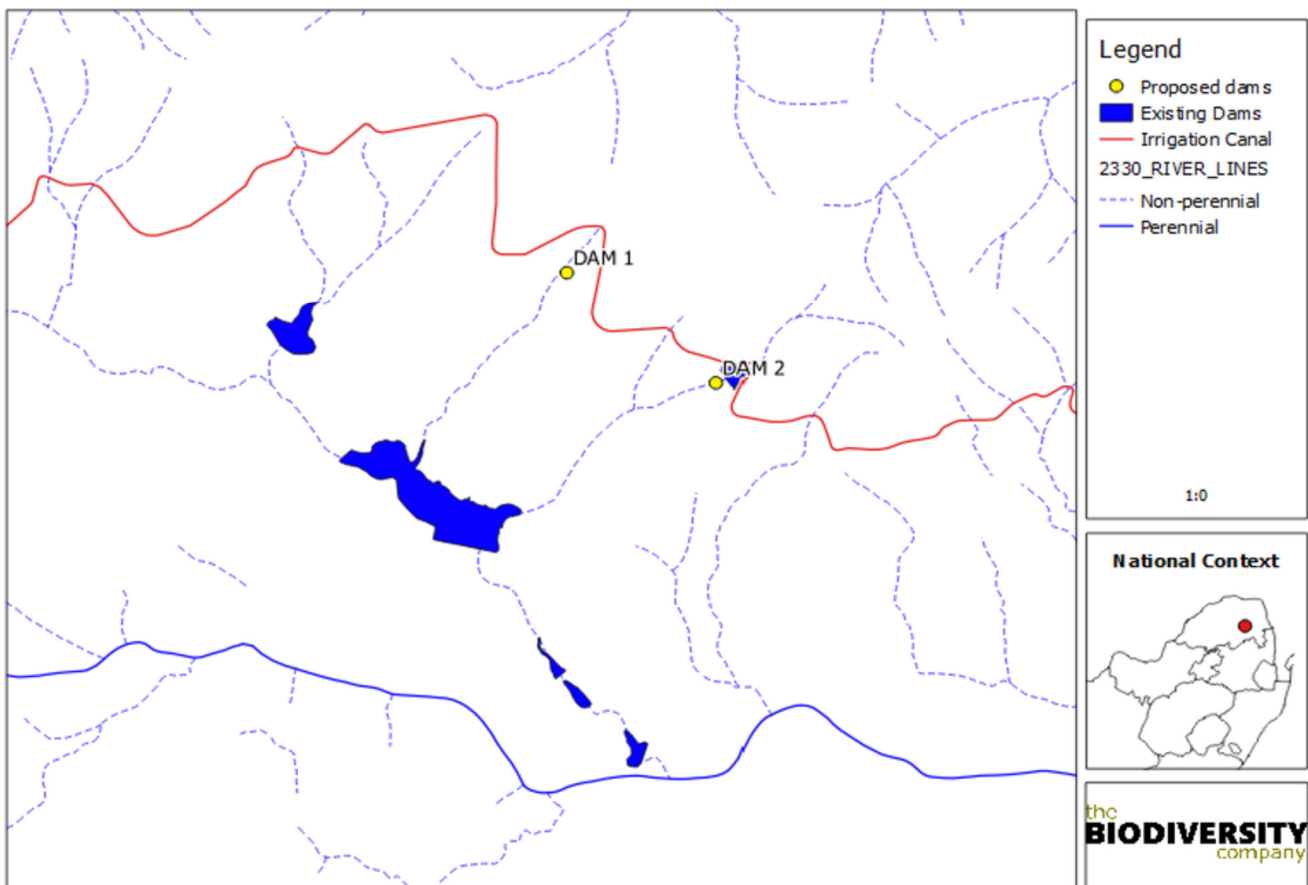 DAM 1
DAM 2
Legend
Proposed dams
Existing Dams
Irrigation Canal
2330_RIVER_LINES
Non-perennial
Perennial
1:0
National Context
the
BIODIVERSITY
company